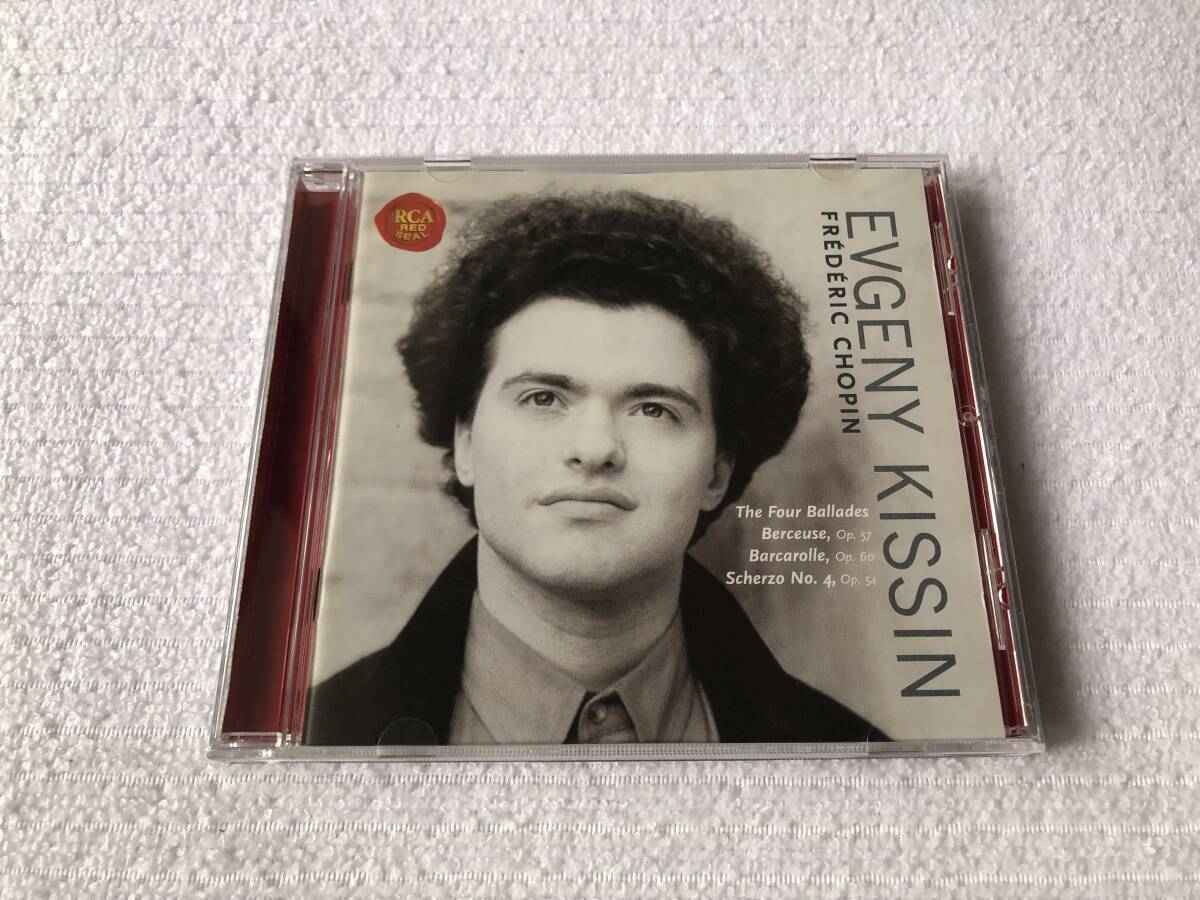 RCA
RED
SEAL
EVGENY KISSIN
FRÉDÉRIC CHOPIN
The Four Ballades
Berceuse, Op. 57
Barcarolle, Op. 60
Scherzo No. 4, Op. 54